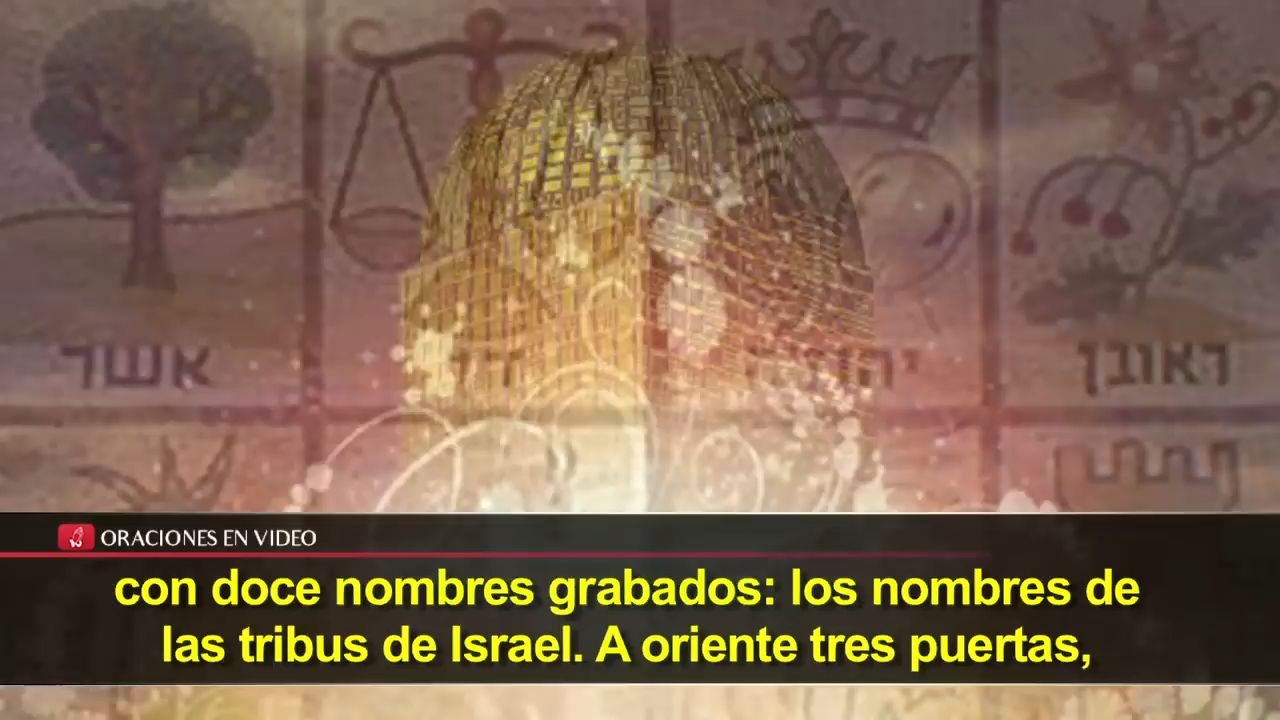 אשר
ראובן
ORACIONES EN VIDEO
con doce nombres grabados: los nombres de
las tribus de Israel. A oriente tres puertas,